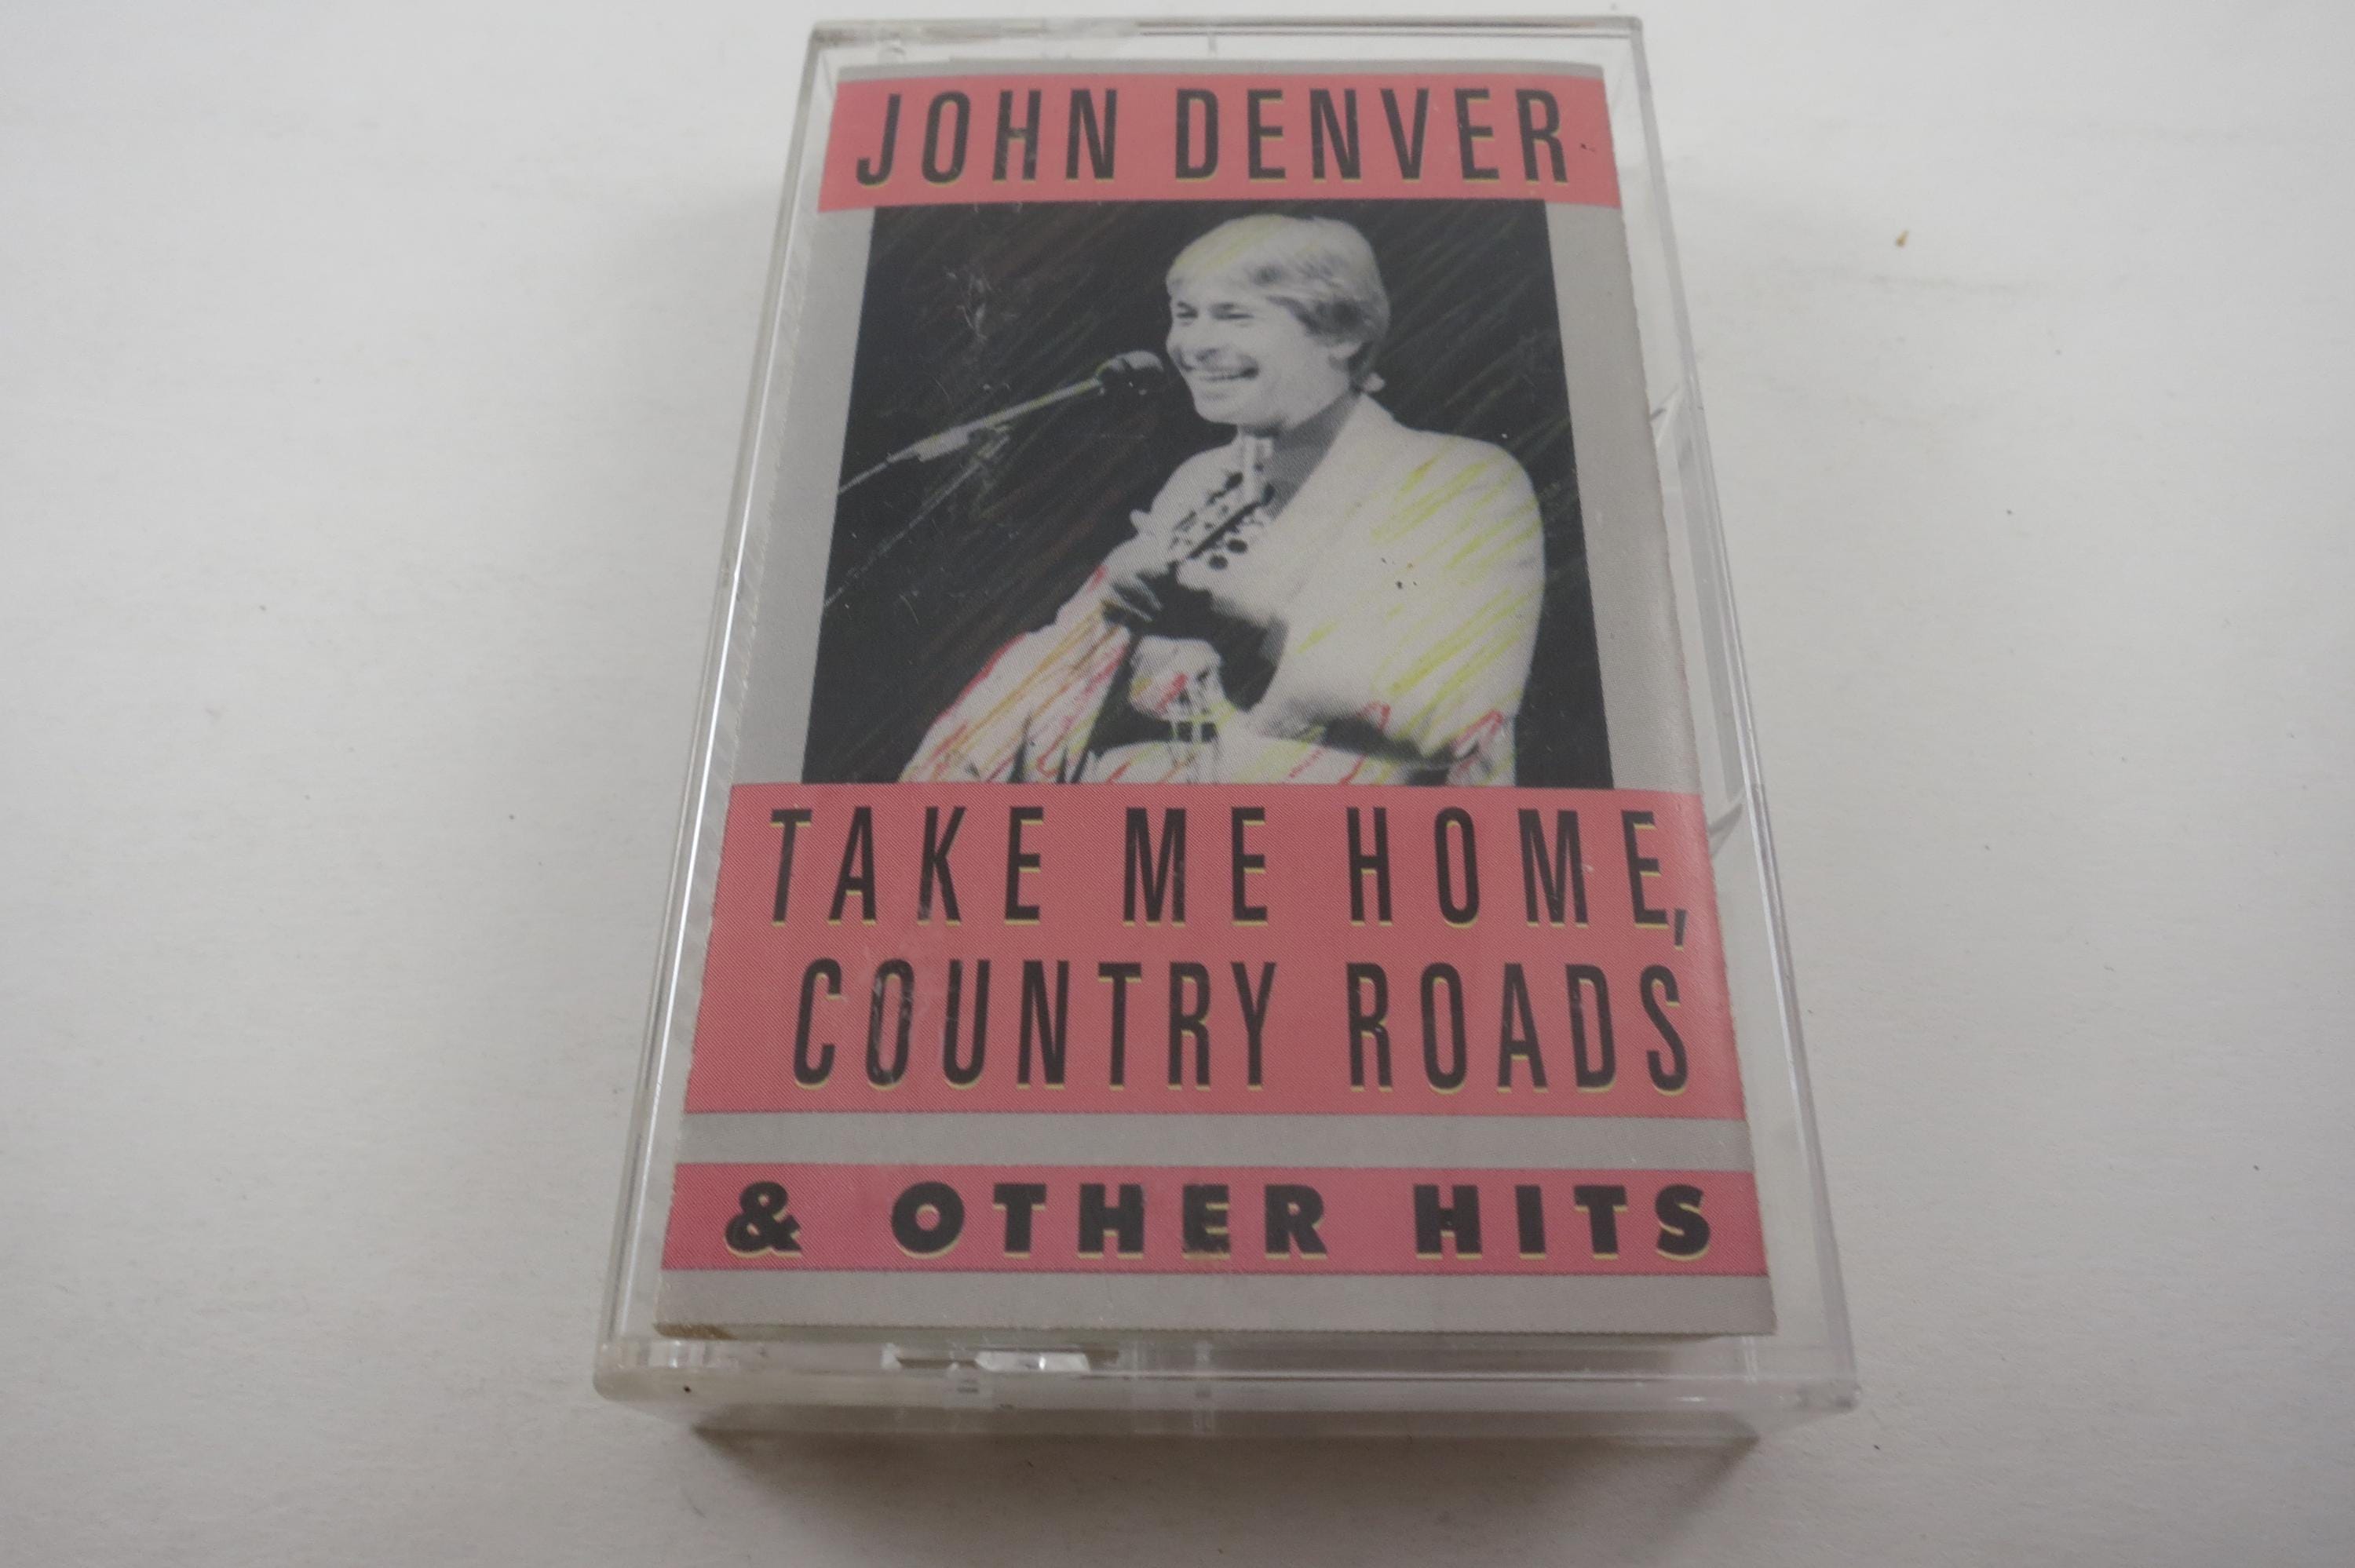 JOHN DENVER
TAKE ME HOME,
COUNTRY ROADS
& OTHER HITS